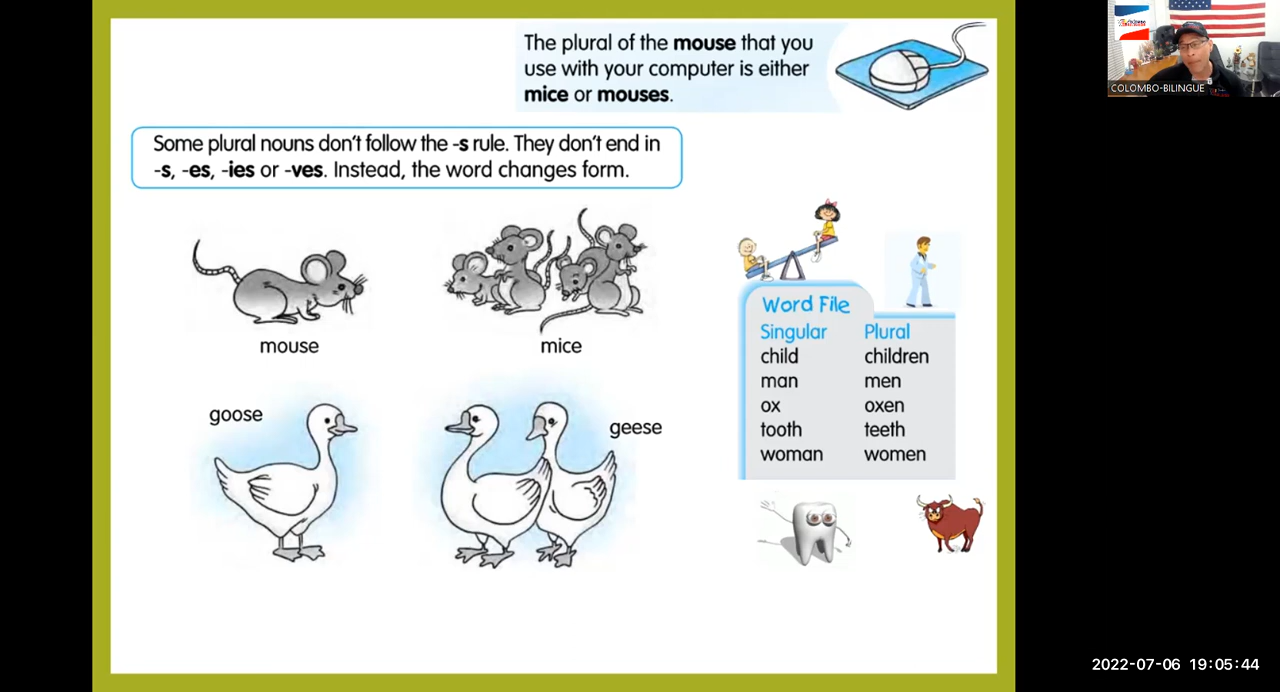 The plural of the mouse that you
use with your computer is either
mice or mouses.
Some plural nouns don't follow the -s rule. They don't end in
-s, -es, -ies or -ves. Instead, the word changes form.
mouse
mice
goose
geese
Word File
Singular Plural
child children
man men
ox oxen
tooth teeth
woman women
COLOMBO-BILINGUE
2022-07-06 19:05:44